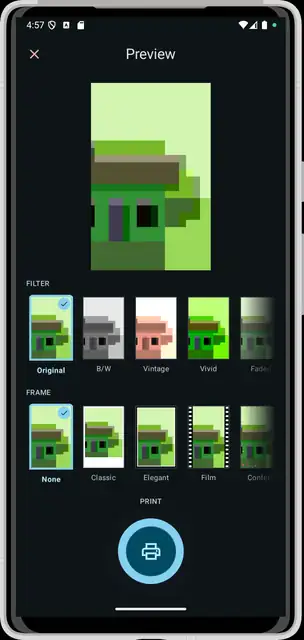 4:57
Preview
FILTER
Original B/W Vintage Vivid
FRAME
None Classic Elegant Film
PRINT